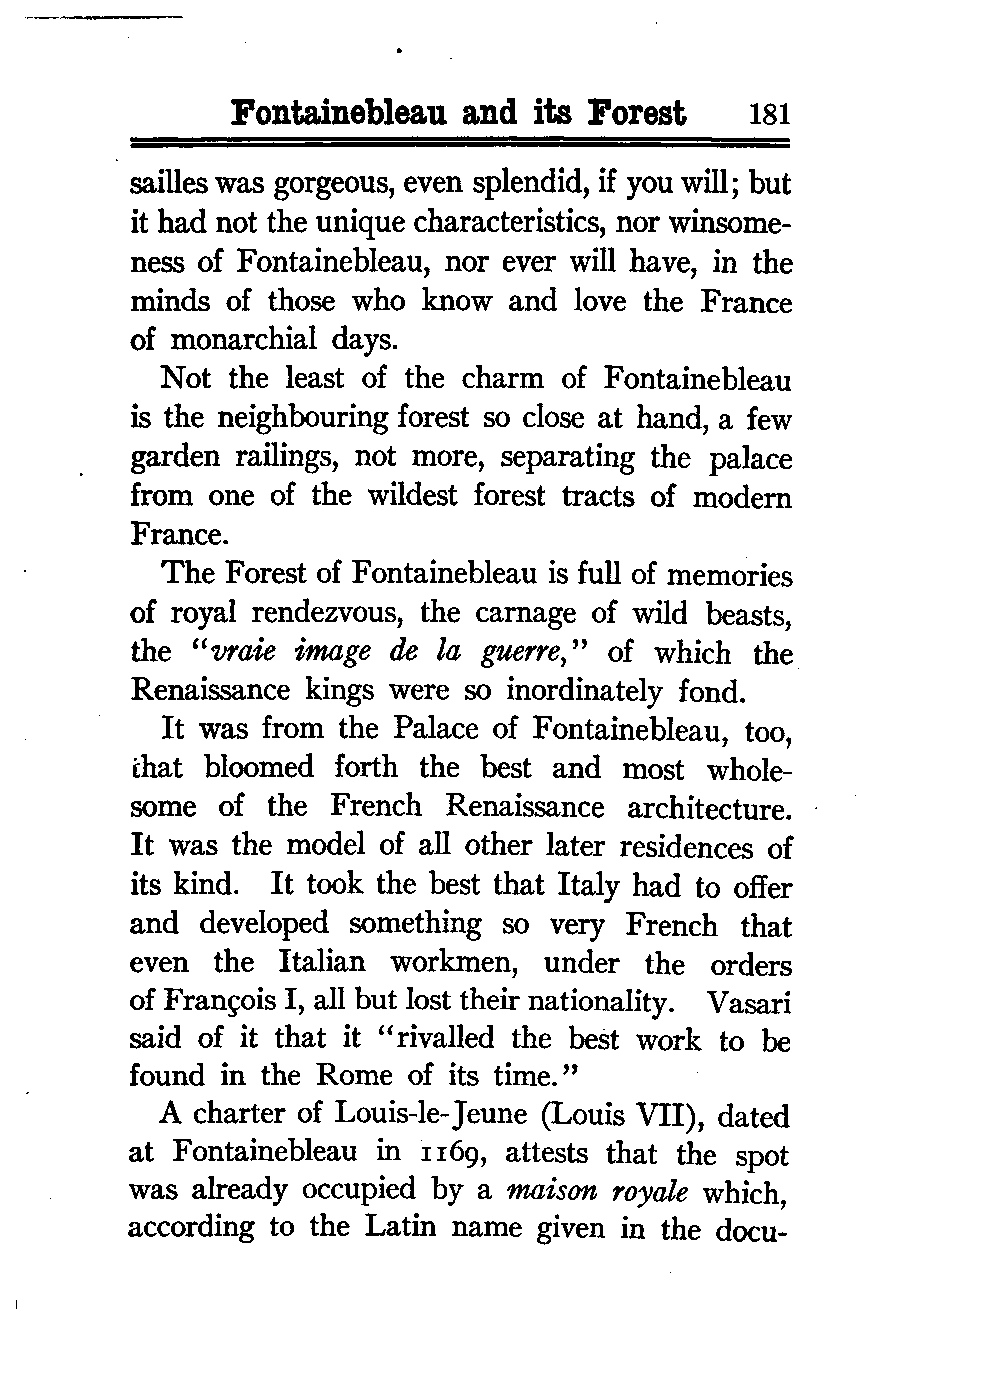 Fontainebleau and its Forest 181
sailles was gorgeous, even splendid, if you will; but
it had not the unique characteristics, nor winsome-
ness of Fontainebleau, nor ever will have, in the
minds of those who know and love the France
of monarchial days.
Not the least of the charm of Fontainebleau
is the neighbouring forest so close at hand, a few
garden railings, not more, separating the palace
from one of the wildest forest tracts of modern
France.
The Forest of Fontainebleau is full of memories
of royal rendezvous, the carnage of wild beasts,
the “vraie image de la guerre,” of which the
Renaissance kings were so inordinately fond.
It was from the Palace of Fontainebleau, too,
that bloomed forth the best and most whole-
some of the French Renaissance architecture.
It was the model of all other later residences of
its kind. It took the best that Italy had to offer
and developed something so very French that
even the Italian workmen, under the orders
of François I, all but lost their nationality. Vasari
said of it that it “rivalled the best work to be
found in the Rome of its time.”
A charter of Louis-le-Jeune (Louis VII), dated
at Fontainebleau in 1169, attests that the spot
was already occupied by a maison royale which,
according to the Latin name given in the docu-